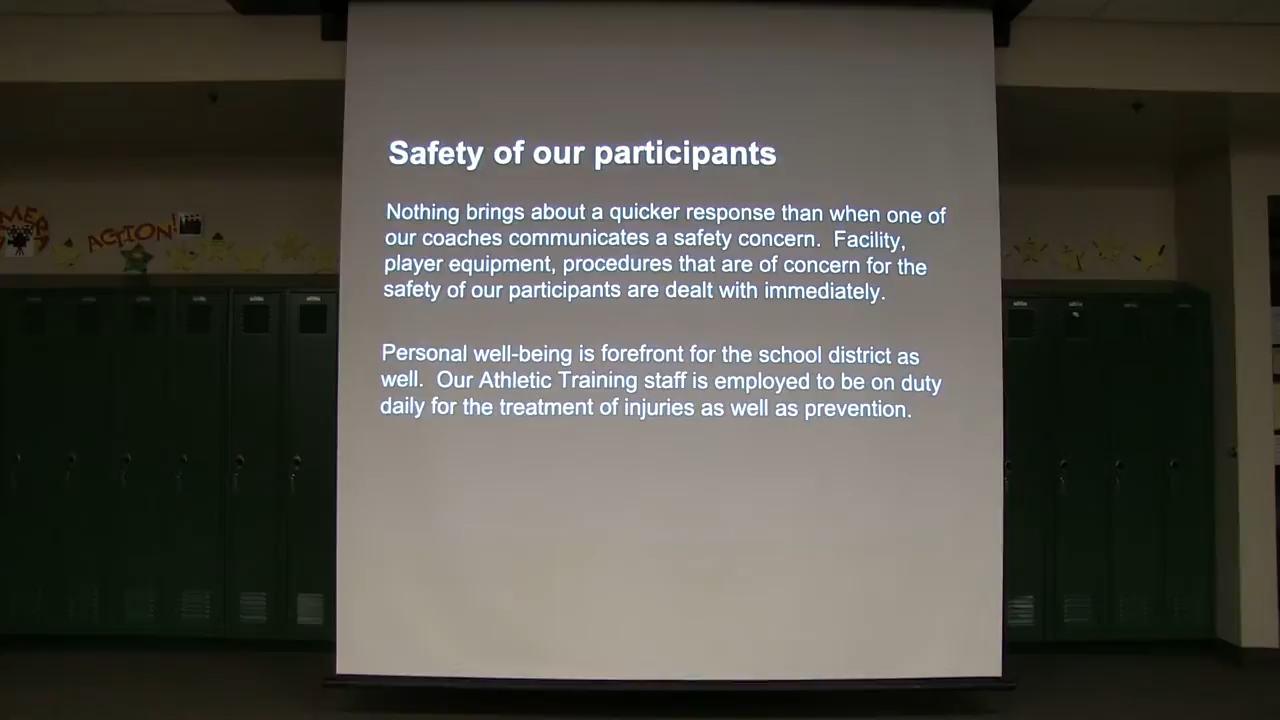 Safety of our participants
Nothing brings about a quicker response than when one of
our coaches communicates a safety concern.  Facility,
player equipment, procedures that are of concern for the
safety of our participants are dealt with immediately.
Personal well-being is forefront for the school district as
well.  Our Athletic Training staff is employed to be on duty
daily for the treatment of injuries as well as prevention.
ACTION!